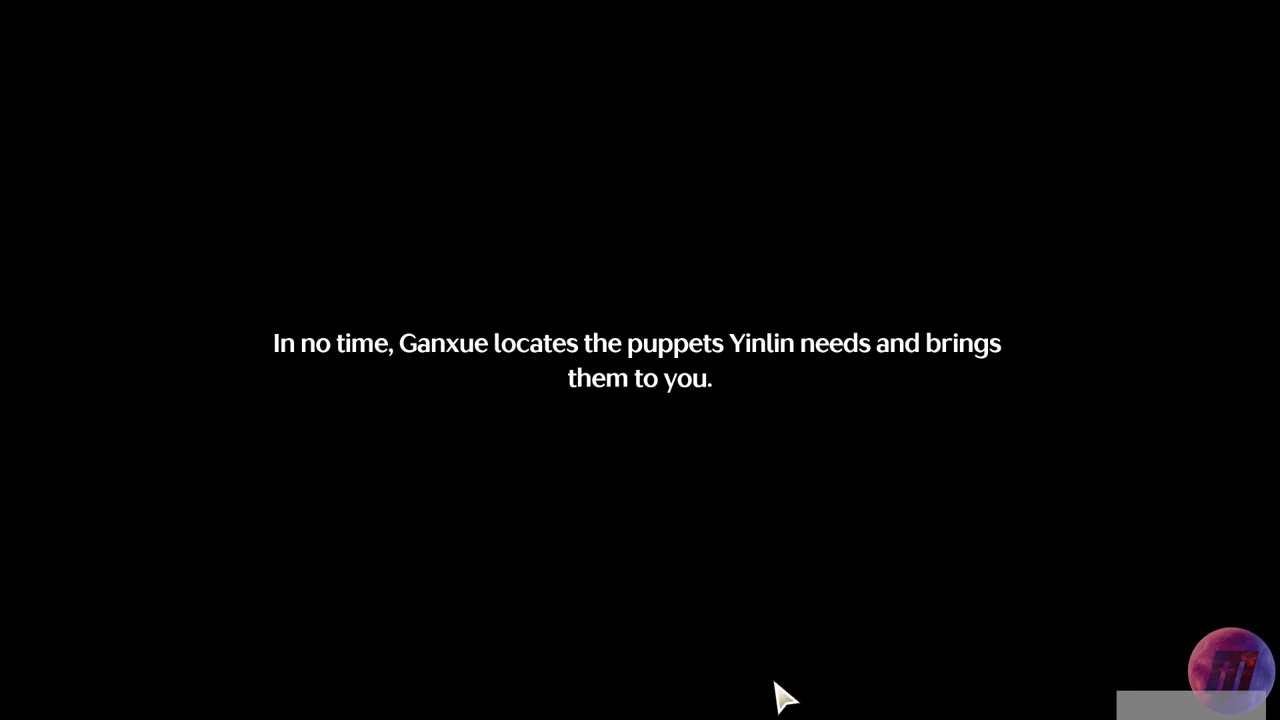 In no time, Ganxue locates the puppets Yinlin needs and brings
them to you.